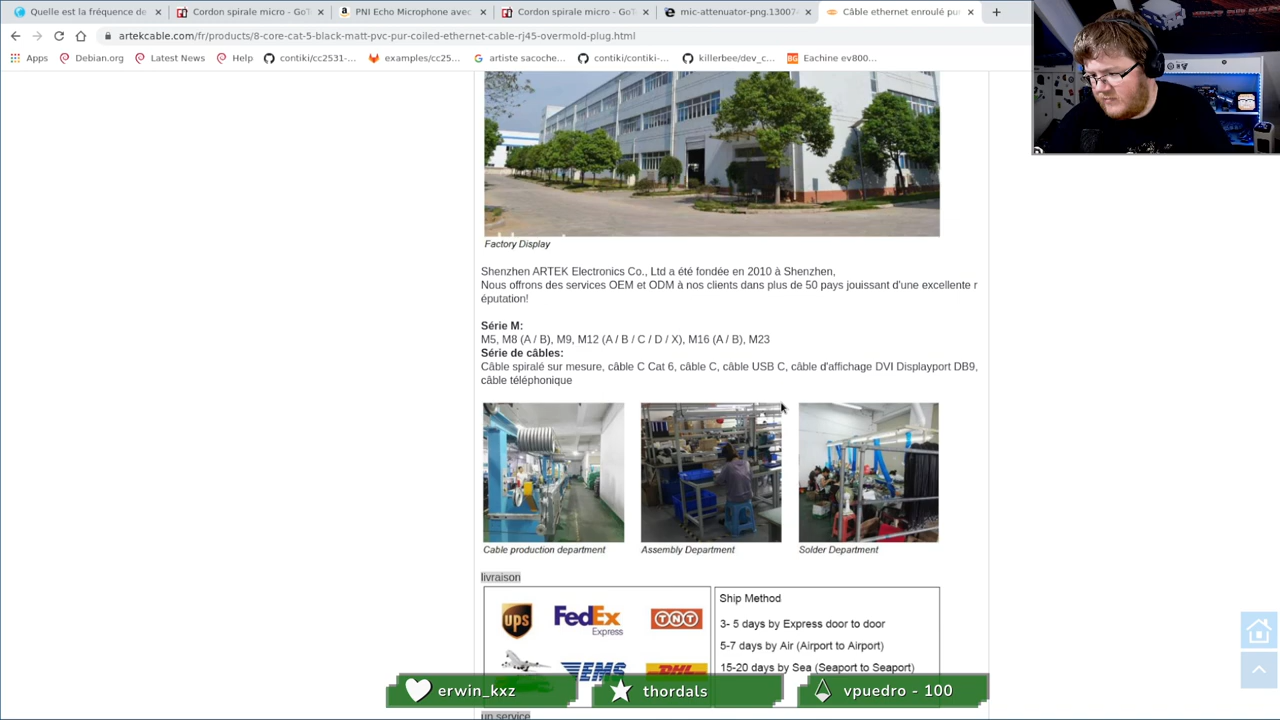 Quelle est la fréquence de
Cordon spirale micro - GoTe
PNI Echo Microphone avec
Cordon spirale micro - GoTe
mic-attenuator-png.13007
Câble ethernet enroulé pu
artekcable.com/fr/products/8-core-cat-5-black-matt-pvc-pur-coiled-ethernet-cable-rj45-overmold-plug.html
Apps
Debian.org
Latest News
Help
contiki/cc2531-...
examples/cc25...
artiste sacoche...
contiki/contiki-...
killerbee/dev_c...
BG Eachine ev800...
Factory Display
Shenzhen ARTEK Electronics Co., Ltd a été fondée en 2010 à Shenzhen,
Nous offrons des services OEM et ODM à nos clients dans plus de 50 pays jouissant d'une excellente r
éputation!
Série M:
M5, M8 (A / B), M9, M12 (A / B / C / D / X), M16 (A / B), M23
Série de câbles:
Câble spiralé sur mesure, câble C Cat 6, câble C, câble USB C, câble d'affichage DVI Displayport DB9,
câble téléphonique
Cable production department
Assembly Department
Solder Department
livraison
ups
FedEx
Express
TNT
EMS
DHL
Ship Method
3- 5 days by Express door to door
5-7 days by Air (Airport to Airport)
15-20 days by Sea (Seaport to Seaport)
erwin_kxz
thordals
vpuedro - 100
un service